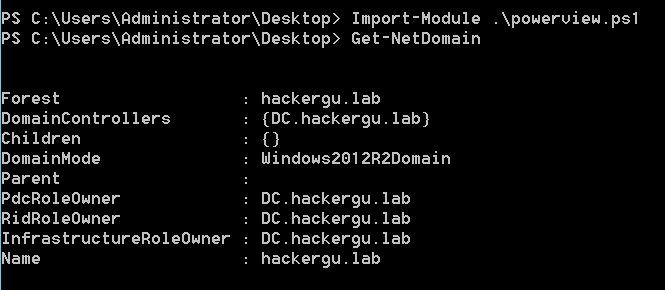 PS C:\Users\Administrator\Desktop> Import-Module .\powerview.ps1
PS C:\Users\Administrator\Desktop> Get-NetDomain
Forest                  : hackergu.lab
DomainControllers       : {DC.hackergu.lab}
Children                : {}
DomainMode              : Windows2012R2Domain
Parent                  :
PdcRoleOwner            : DC.hackergu.lab
RidRoleOwner            : DC.hackergu.lab
InfrastructureRoleOwner : DC.hackergu.lab
Name                    : hackergu.lab